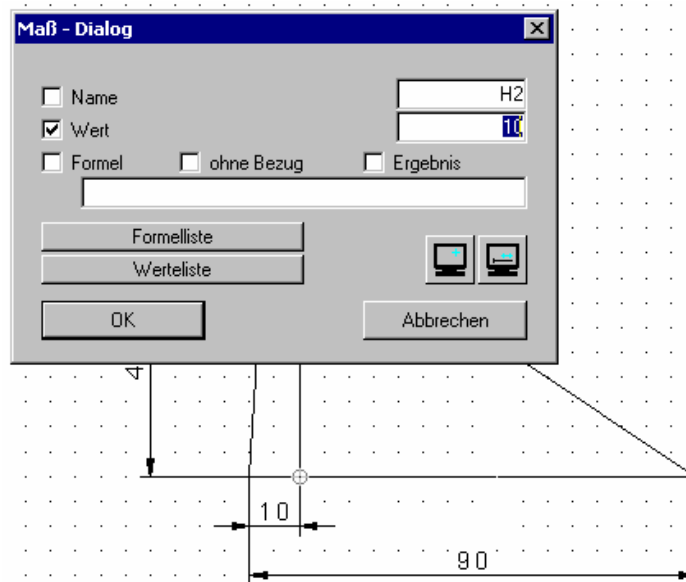 Maß - Dialog
Name
H2
Wert
10
Formel
ohne Bezug
Ergebnis
Formelliste
Werteliste
OK
Abbrechen
4
10
90